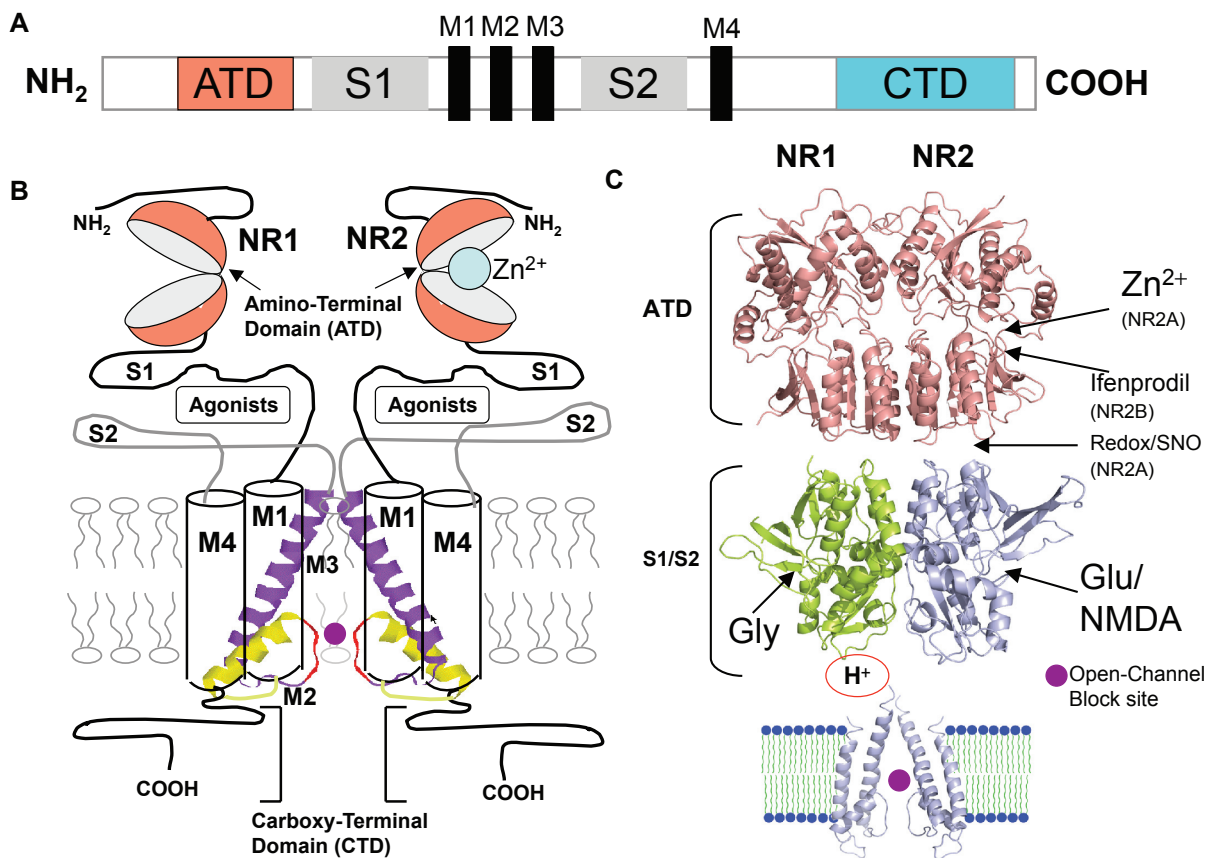 A
M1 M2 M3 M4
NH₂ ATD S1 S2 CTD COOH
B
NH₂ NR1 NR2 NH₂
Zn²⁺
Amino-Terminal
Domain (ATD)
S1 S1
Agonists Agonists
S2 S2
M4 M1 M1 M4
M3
M2
COOH COOH
Carboxy-Terminal
Domain (CTD)
C
NR1 NR2
ATD
Zn²⁺
(NR2A)
Ifenprodil
(NR2B)
Redox/SNO
(NR2A)
S1/S2
Gly
Glu/
NMDA
H⁺
Open-Channel
Block site